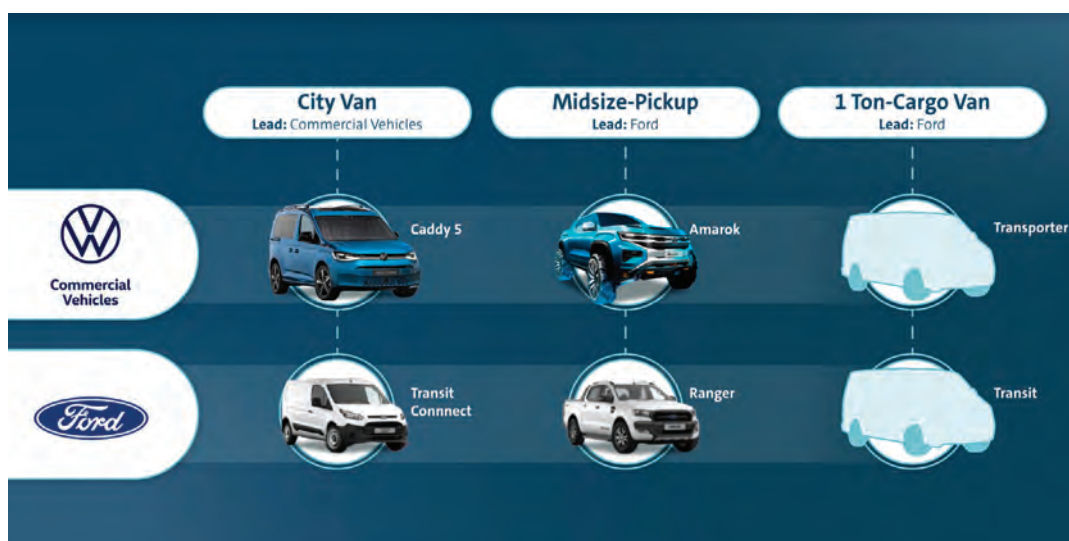 City Van
Lead: Commercial Vehicles
Midsize-Pickup
Lead: Ford
1 Ton-Cargo Van
Lead: Ford
Commercial
Vehicles
Caddy 5
Amarok
Transporter
Ford
Transit
Connnect
Ranger
Transit